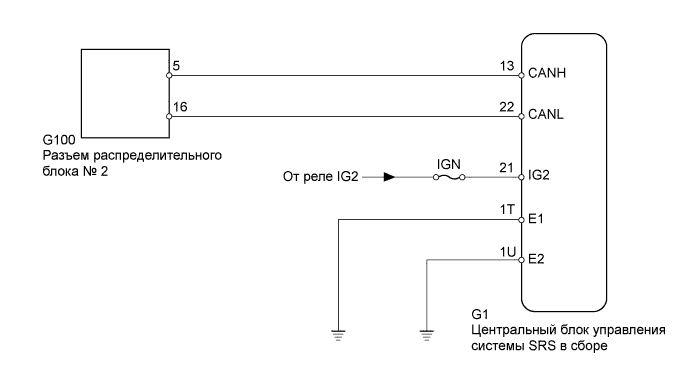 5
13
CANH
16
22
CANL
G100
Разъем распределительного
блока № 2
От реле IG2
IGN
21
IG2
1T
E1
1U
E2
G1
Центральный блок управления
системы SRS в сборе